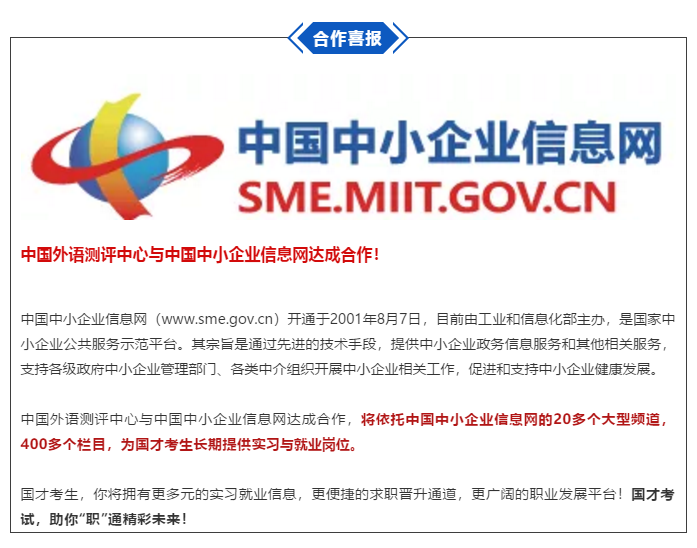 合作喜报
中国中小企业信息网
SME.MIIT.GOV.CN
中国外语测评中心与中国中小企业信息网达成合作！
中国中小企业信息网（www.sme.gov.cn）开通于2001年8月7日，目前由工业和信息化部主办，是国家中
小企业公共服务示范平台。其宗旨是通过先进的技术手段，提供中小企业政务信息服务和其他相关服务，
支持各级政府中小企业管理部门、各类中介组织开展中小企业相关工作，促进和支持中小企业健康发展。
中国外语测评中心与中国中小企业信息网达成合作，将依托中国中小企业信息网的20多个大型频道，
400多个栏目，为国才考生长期提供实习与就业岗位。
国才考生，你将拥有更多元的实习就业信息，更便捷的求职晋升通道，更广阔的职业发展平台！国才考
试，助你“职”通精彩未来！